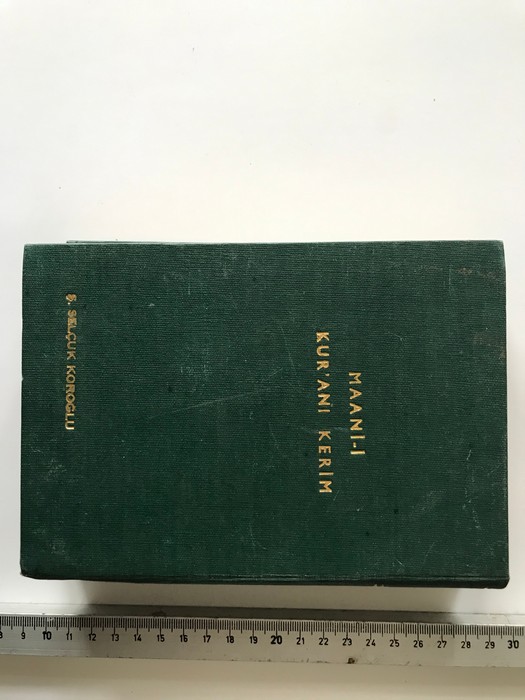 MAANİ-İ
KUR'ANI KERİM
S. SELÇUK KOROĞLU
8 9 10 11 12 13 14 15 16 17 18 19 20 21 22 23 24 25 26 27 28 29 30